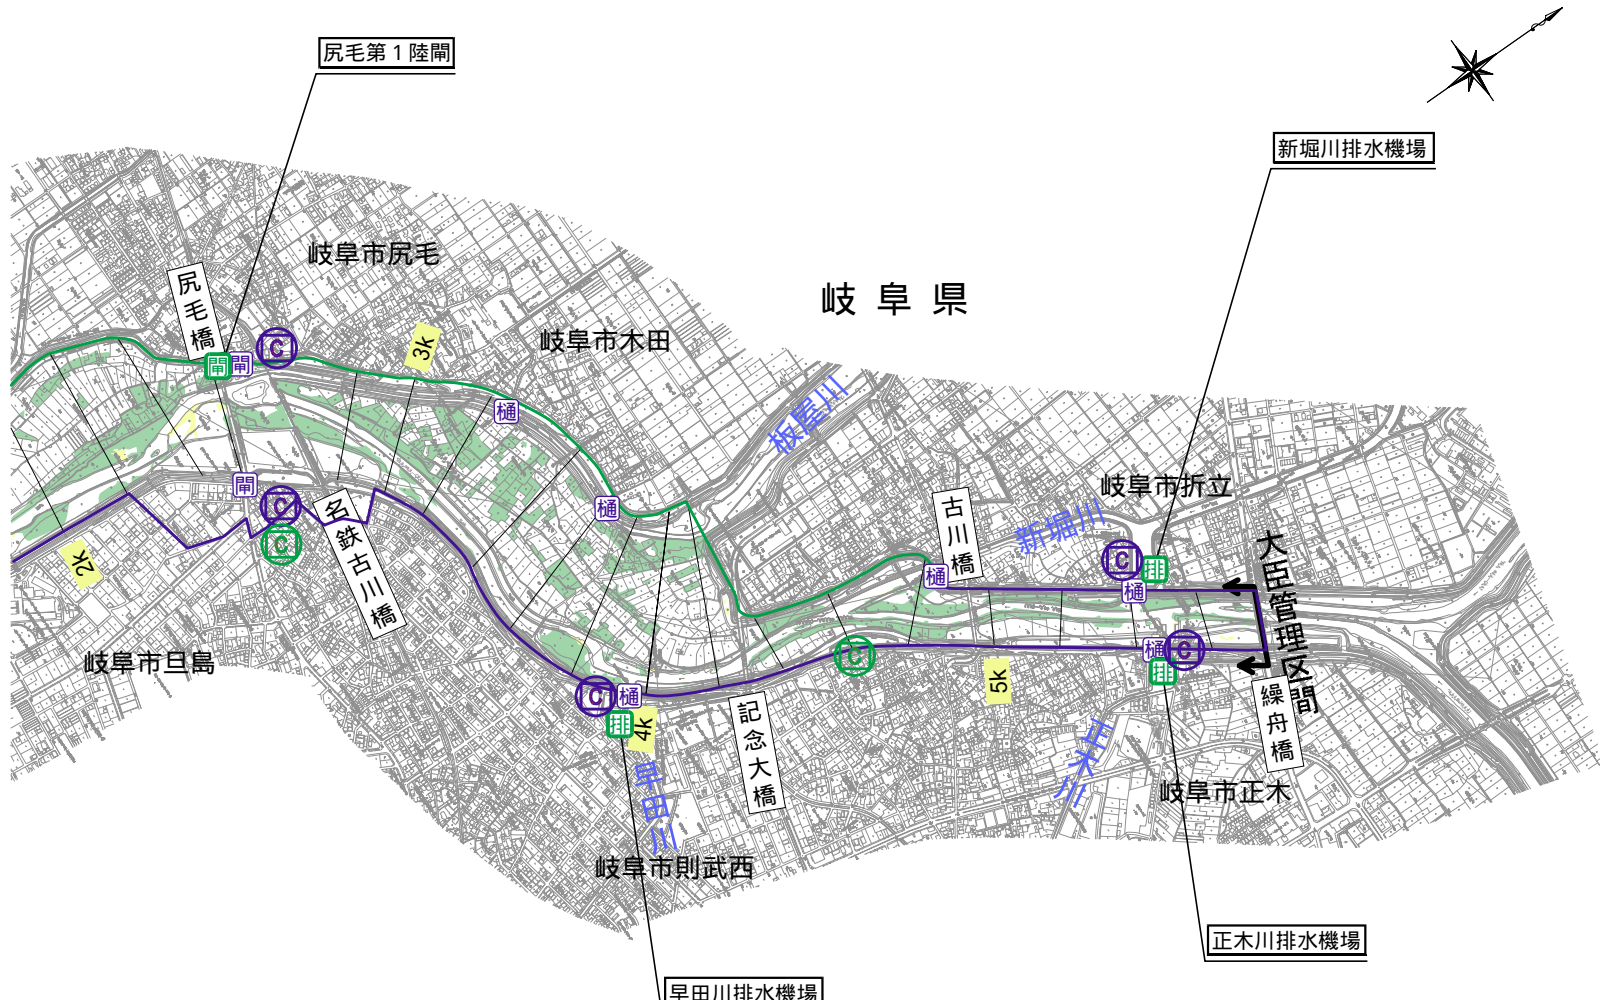 尻毛第1陸閘
新堀川排水機場
岐阜市尻毛
尻毛橋
岐阜県
閘
閘
C
3k
岐阜市木田
樋
板屋川
閘
C
C
名鉄古川橋
樋
古川橋
岐阜市折立
新堀川
C
排
樋
樋
大臣管理区間
2k
岐阜市旦島
C
樋
排
4k
早田川
記念大橋
C
5k
樋
C
排
正木川
繰舟橋
岐阜市正木
岐阜市則武西
正木川排水機場
早田川排水機場